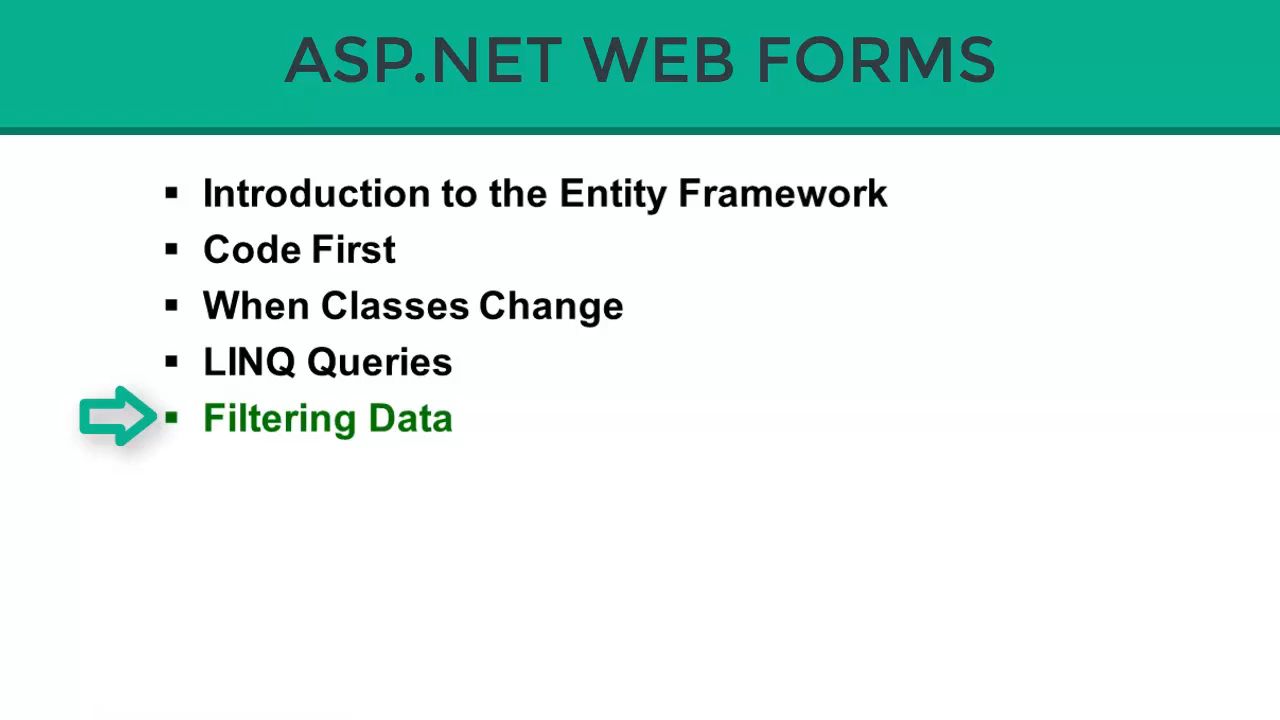 ASP.NET WEB FORMS
▪ Introduction to the Entity Framework
▪ Code First
▪ When Classes Change
▪ LINQ Queries
▪ Filtering Data